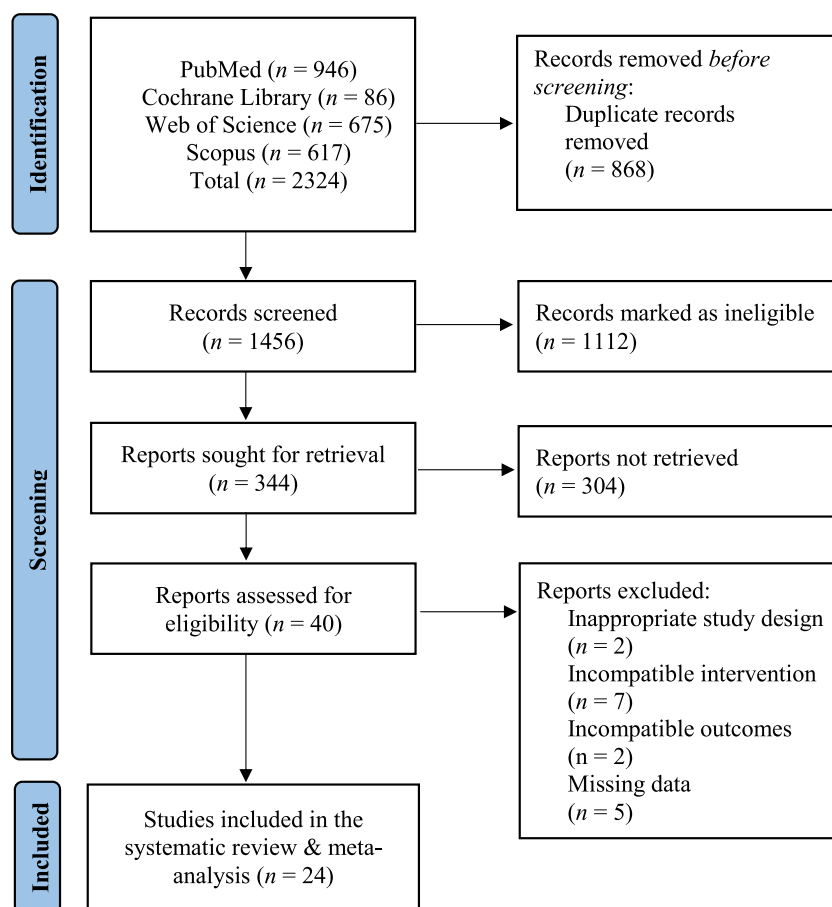 Identification
PubMed (n = 946)
Cochrane Library (n = 86)
Web of Science (n = 675)
Scopus (n = 617)
Total (n = 2324)
Records removed before
screening:
Duplicate records
removed
(n = 868)
Screening
Records screened
(n = 1456)
Records marked as ineligible
(n = 1112)
Reports sought for retrieval
(n = 344)
Reports not retrieved
(n = 304)
Reports assessed for
eligibility (n = 40)
Reports excluded:
Inappropriate study design
(n = 2)
Incompatible intervention
(n = 7)
Incompatible outcomes
(n = 2)
Missing data
(n = 5)
Included
Studies included in the
systematic review & meta-
analysis (n = 24)